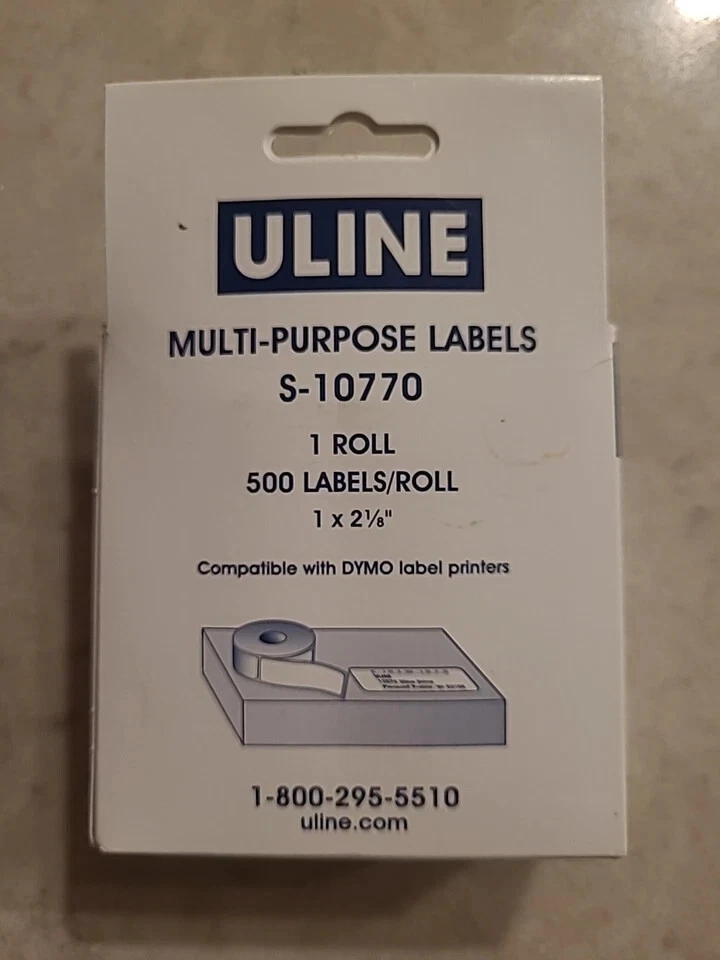 ULINE
MULTI-PURPOSE LABELS
S-10770
1 ROLL
500 LABELS/ROLL
1 x 2⅛"
Compatible with DYMO label printers
ULINE
1-800-295-5510
uline.com